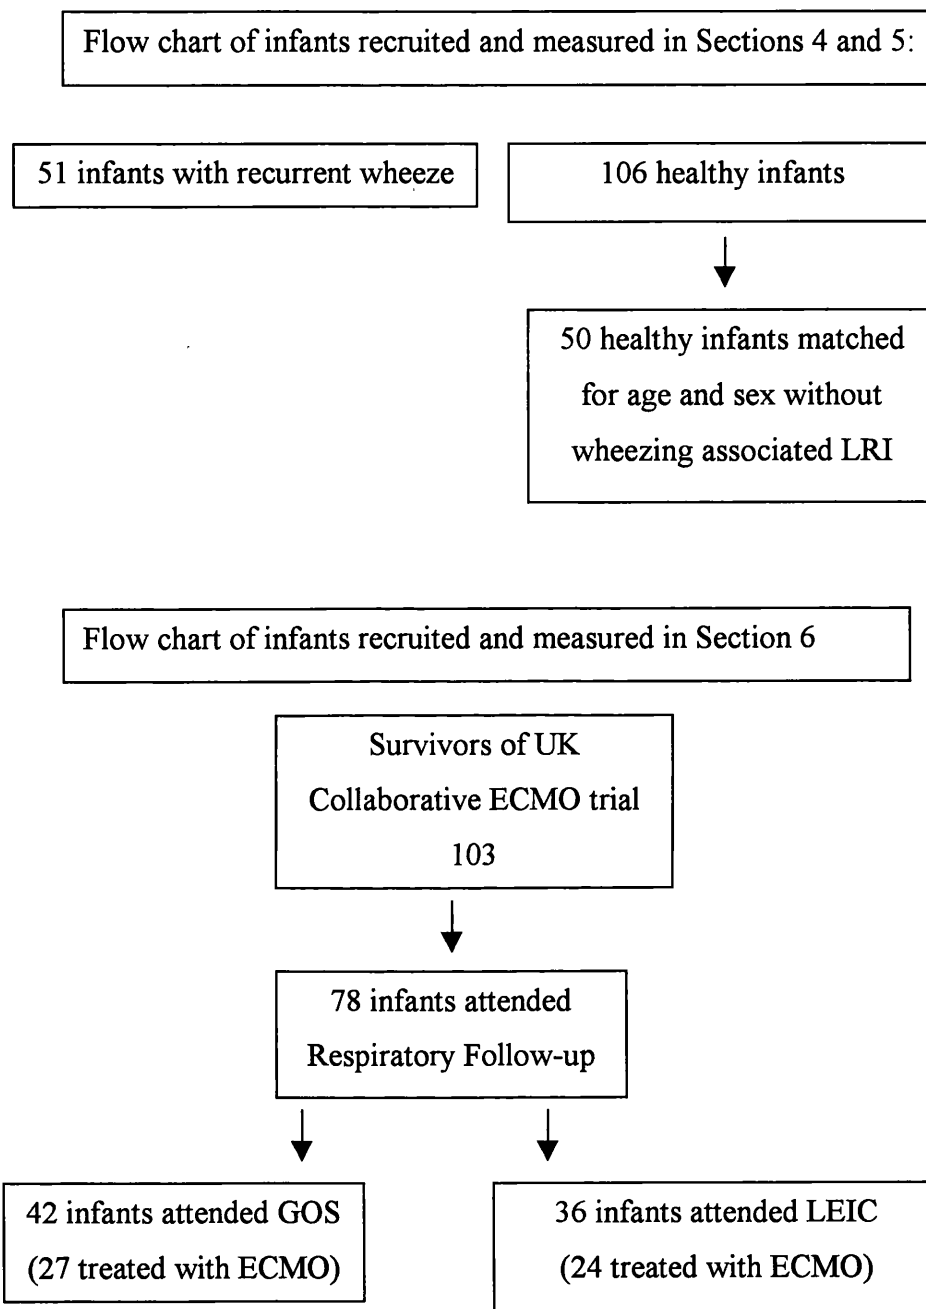 Flow chart of infants recruited and measured in Sections 4 and 5:
51 infants with recurrent wheeze
106 healthy infants
50 healthy infants matched
for age and sex without
wheezing associated LRI
Flow chart of infants recruited and measured in Section 6
Survivors of UK
Collaborative ECMO trial
103
78 infants attended
Respiratory Follow-up
42 infants attended GOS
(27 treated with ECMO)
36 infants attended LEIC
(24 treated with ECMO)